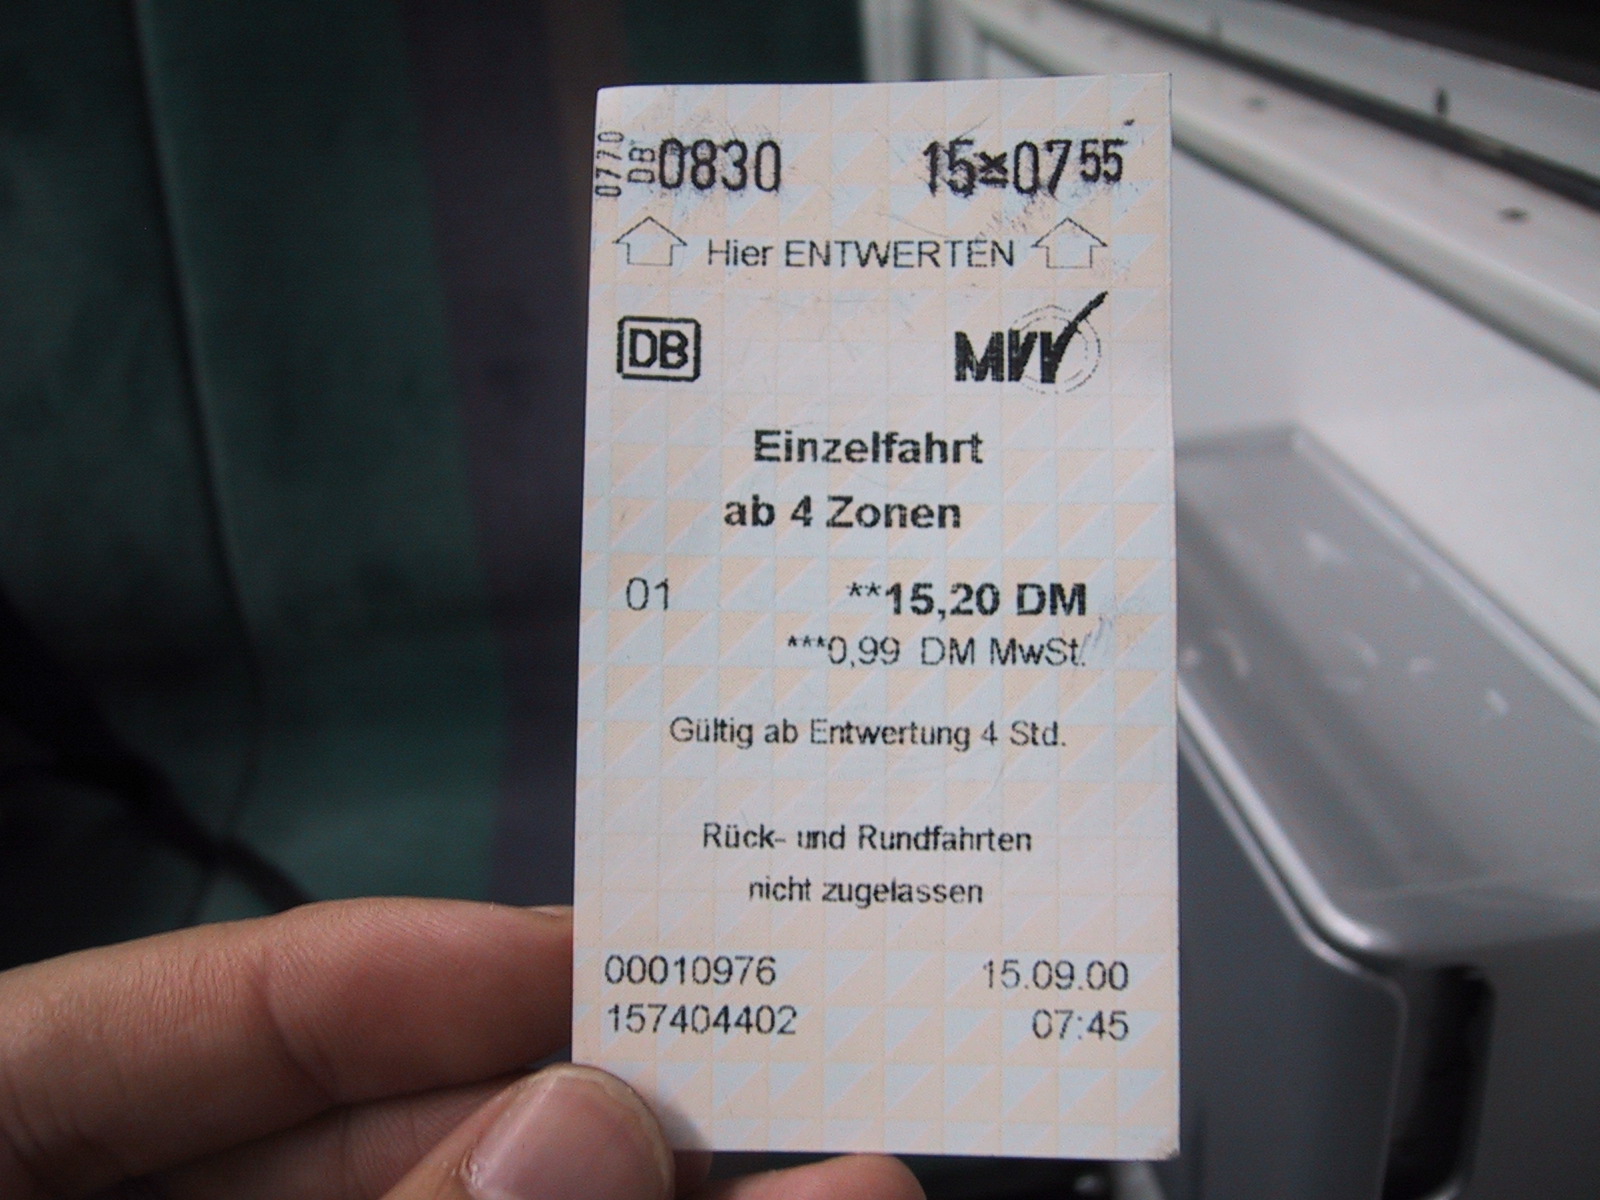 0770
DB
0830 15 07 55
Hier ENTWERTEN
DB MVV
Einzelfahrt
ab 4 Zonen
01 **15,20 DM
***0,99 DM MwSt.
Gültig ab Entwertung 4 Std.
Rück- und Rundfahrten
nicht zugelassen
00010976 15.09.00
157404402 07:45